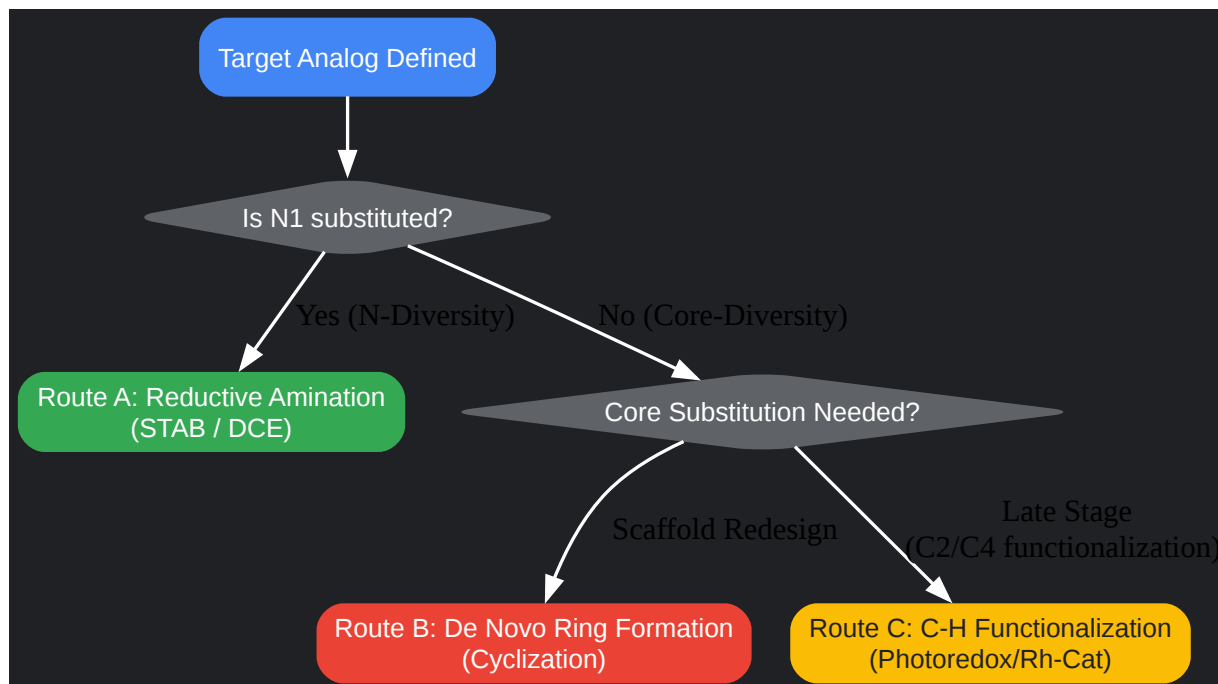 Target Analog Defined
Is N1 substituted?
Yes (N-Diversity)
No (Core-Diversity)
Route A: Reductive Amination
(STAB / DCE)
Core Substitution Needed?
Scaffold Redesign
Late Stage
(C2/C4 functionalization)
Route B: De Novo Ring Formation
(Cyclization)
Route C: C-H Functionalization
(Photoredox/Rh-Cat)